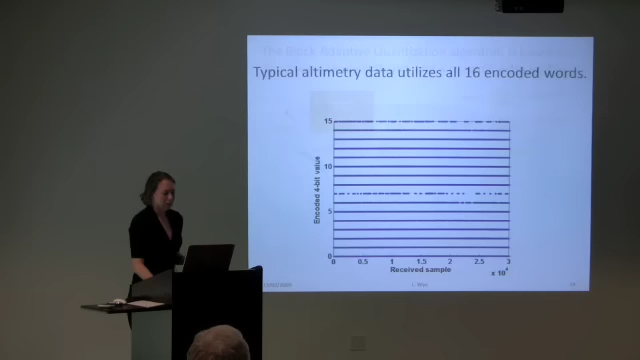 Typical altimetry data utilizes all 16 encoded words.
15
10
5
0
Encoded 4-bit value
0 0.5 1 1.5 2 2.5 3
Received sample
x 10⁴